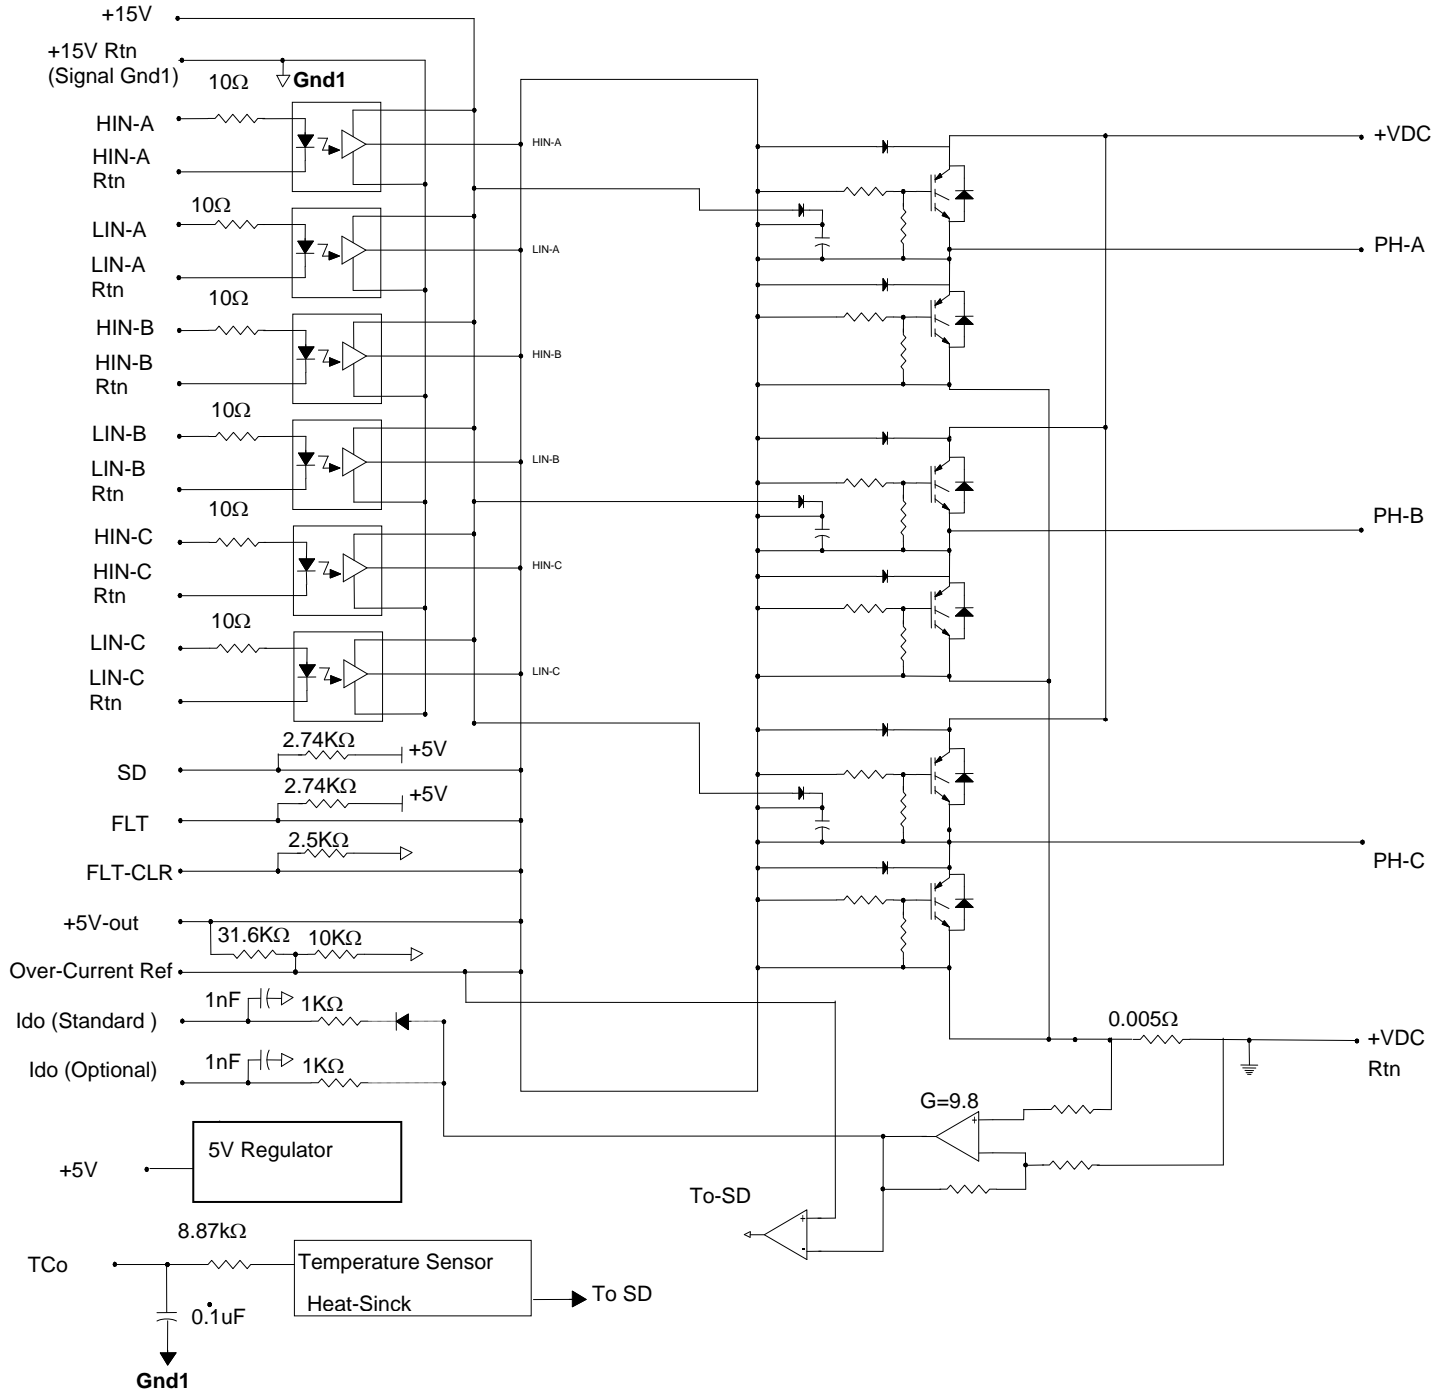 +15V
+15V Rtn
(Signal Gnd1)
Gnd1
10Ω
HIN-A
HIN-A
Rtn
HIN-A
+VDC
10Ω
LIN-A
LIN-A
Rtn
LIN-A
PH-A
10Ω
HIN-B
HIN-B
Rtn
HIN-B
10Ω
LIN-B
LIN-B
Rtn
LIN-B
10Ω
PH-B
HIN-C
HIN-C
Rtn
HIN-C
10Ω
LIN-C
LIN-C
Rtn
LIN-C
2.74KΩ
+5V
SD
2.74KΩ
+5V
FLT
2.5KΩ
FLT-CLR
PH-C
+5V-out
31.6KΩ
10KΩ
Over-Current Ref
1nF
1KΩ
Ido (Standard )
0.005Ω
+VDC
Rtn
1nF
1KΩ
Ido (Optional)
G=9.8
+
5V Regulator
+5V
To-SD
+
-
8.87kΩ
TCo
Temperature Sensor
Heat-Sinck
To SD
0.1uF
Gnd1